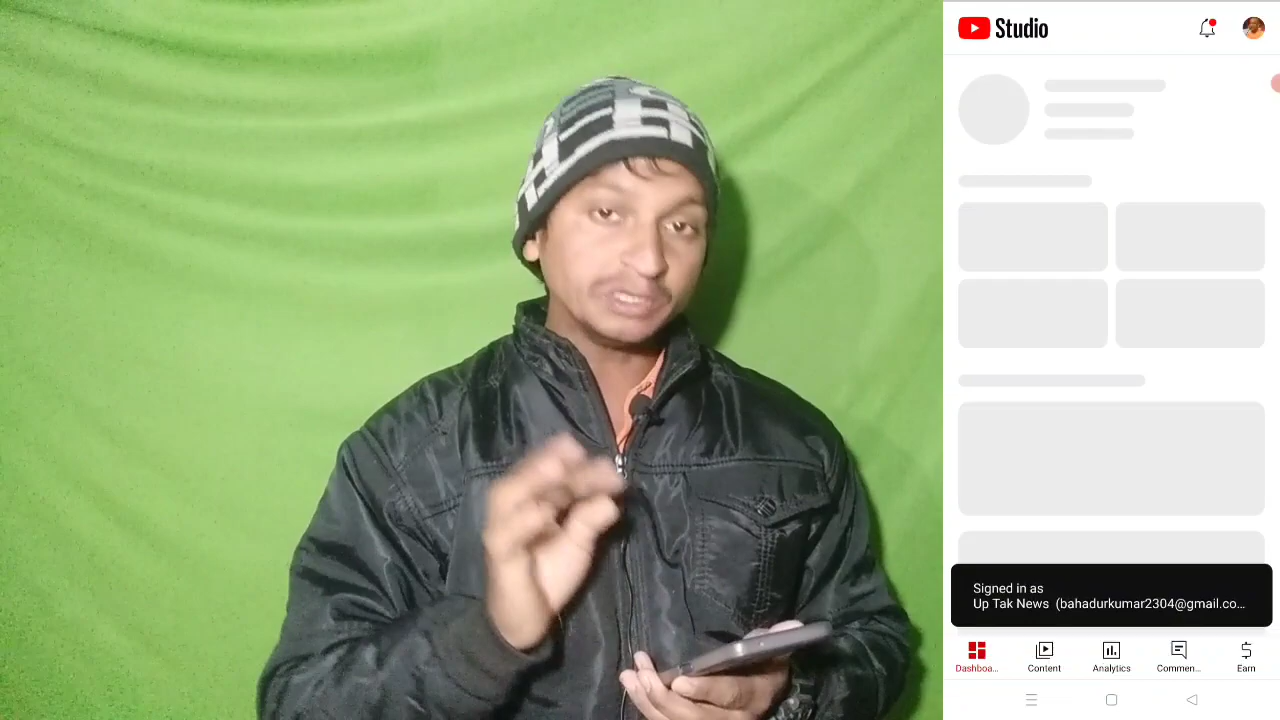 Studio
Signed in as
Up Tak News (bahadurkumar2304@gmail.co...
Dashboa...
Content
Analytics
Commen...
Earn